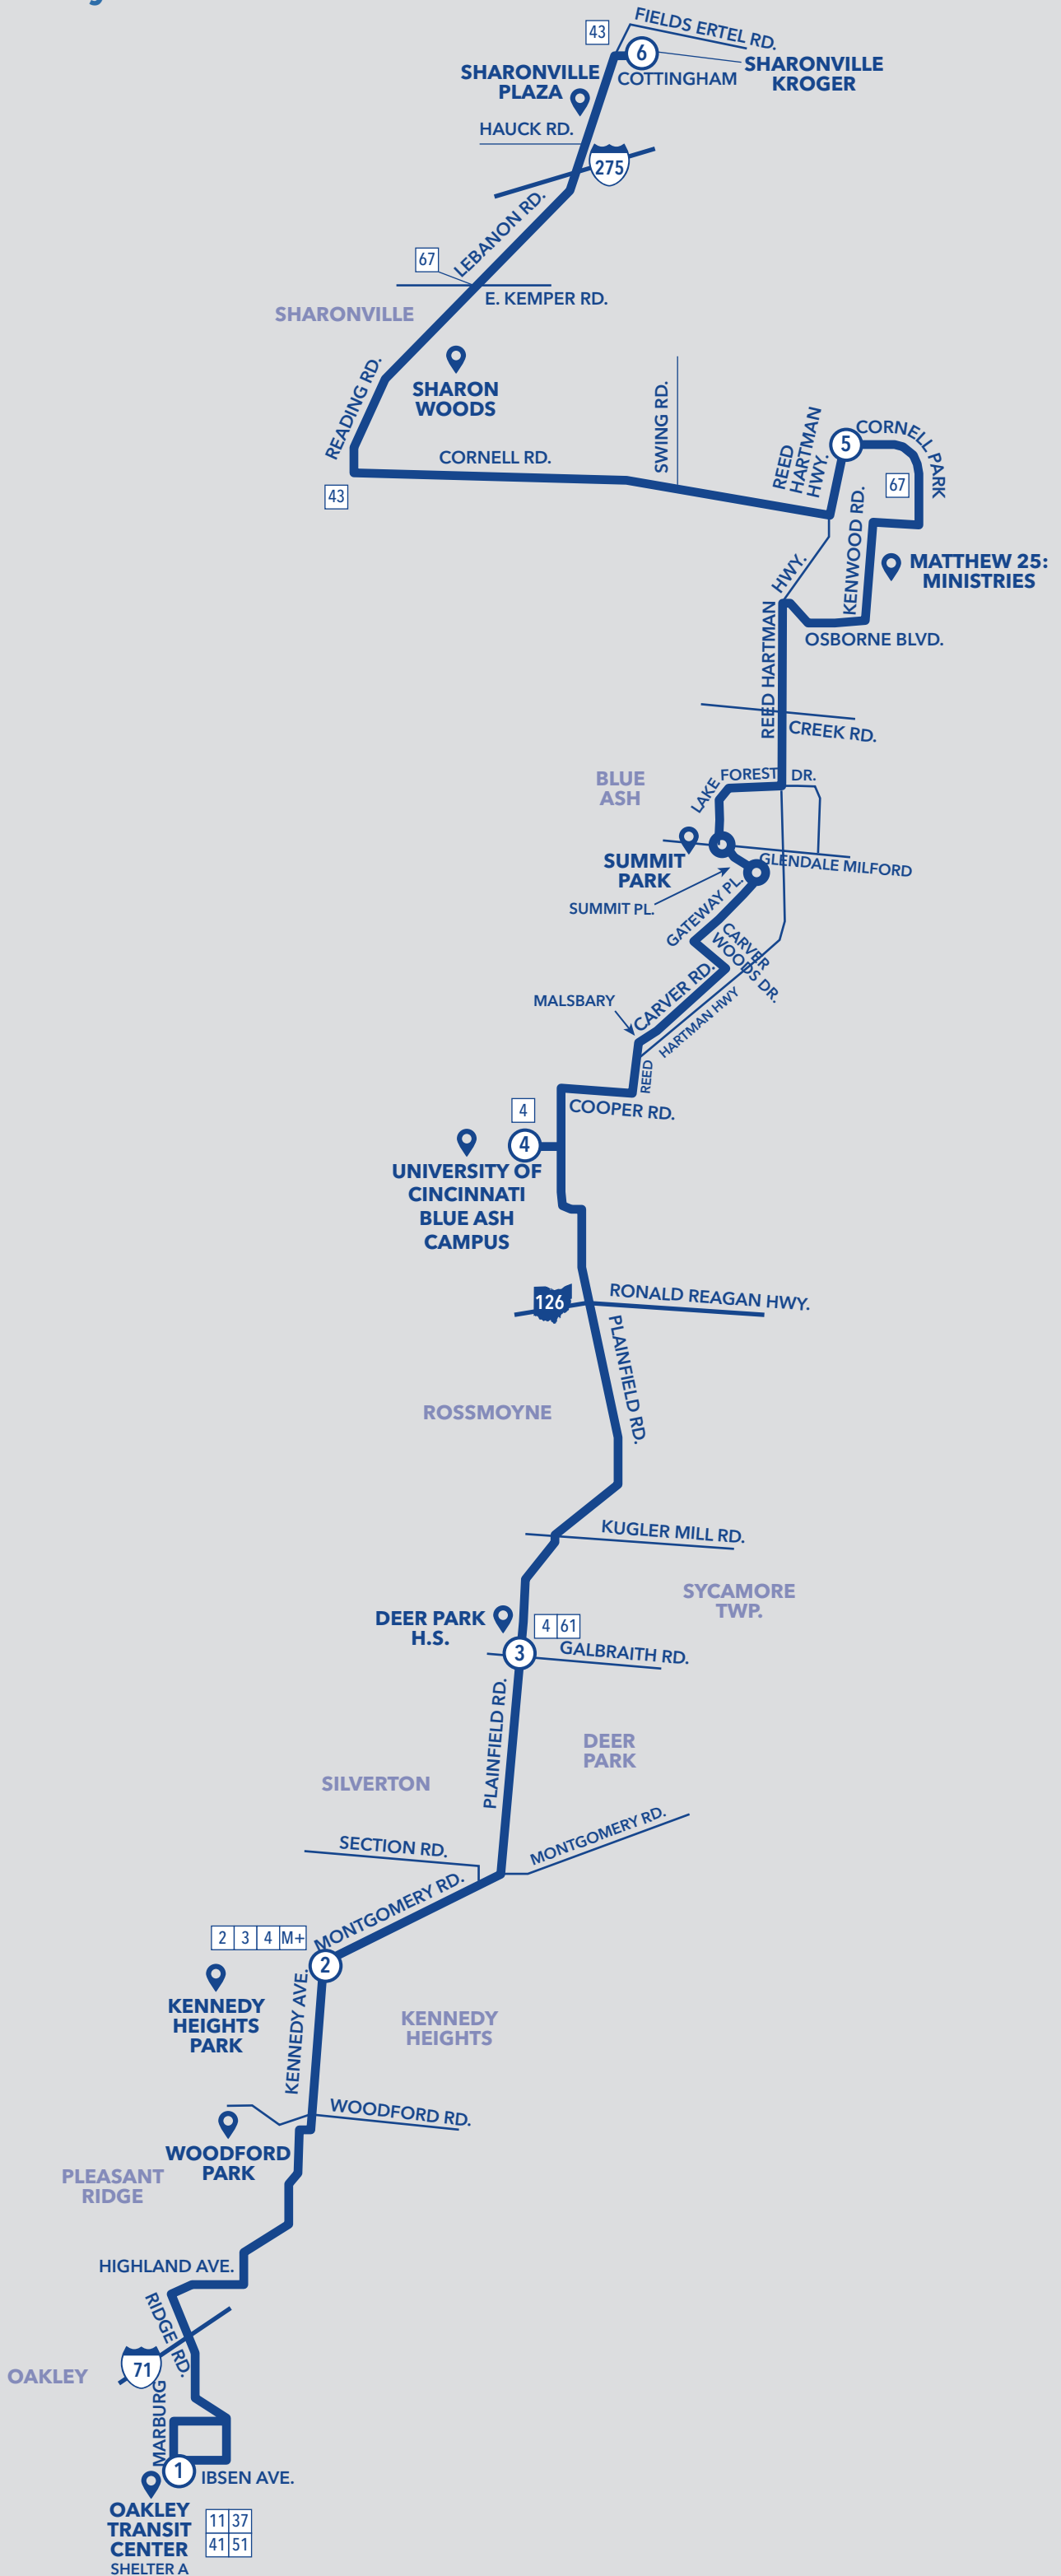 FIELDS ERTEL RD.
43
6
SHARONVILLE
KROGER
COTTINGHAM
SHARONVILLE
PLAZA
HAUCK RD.
275
LEBANON RD.
67
E. KEMPER RD.
SHARONVILLE
SHARON
WOODS
READING RD.
CORNELL RD.
43
SWING RD.
REED
HARTMAN
HWY.
5
CORNELL PARK
67
KENWOOD RD.
MATTHEW 25:
MINISTRIES
HWY.
OSBORNE BLVD.
REED HARTMAN
CREEK RD.
BLUE
ASH
LAKE
FOREST
DR.
SUMMIT
PARK
GLENDALE MILFORD
SUMMIT PL.
GATEWAY PL.
CARVER
WOODS DR.
CARVER RD.
MALSBARY
HARTMAN HWY
REED
COOPER RD.
4
4
UNIVERSITY OF
CINCINNATI
BLUE ASH
CAMPUS
126
RONALD REAGAN HWY.
PLAINFIELD RD.
ROSSMOYNE
KUGLER MILL RD.
SYCAMORE
TWP.
DEER PARK
H.S.
4 61
3
GALBRAITH RD.
PLAINFIELD RD.
DEER
PARK
SILVERTON
SECTION RD.
MONTGOMERY RD.
MONTGOMERY RD.
2 3 4 M+
2
KENNEDY
HEIGHTS
PARK
KENNEDY AVE.
KENNEDY
HEIGHTS
WOODFORD RD.
WOODFORD
PARK
PLEASANT
RIDGE
HIGHLAND AVE.
RIDGE RD.
71
OAKLEY
MARBURG
1
IBSEN AVE.
OAKLEY
TRANSIT
CENTER
SHELTER A
11 37
41 51